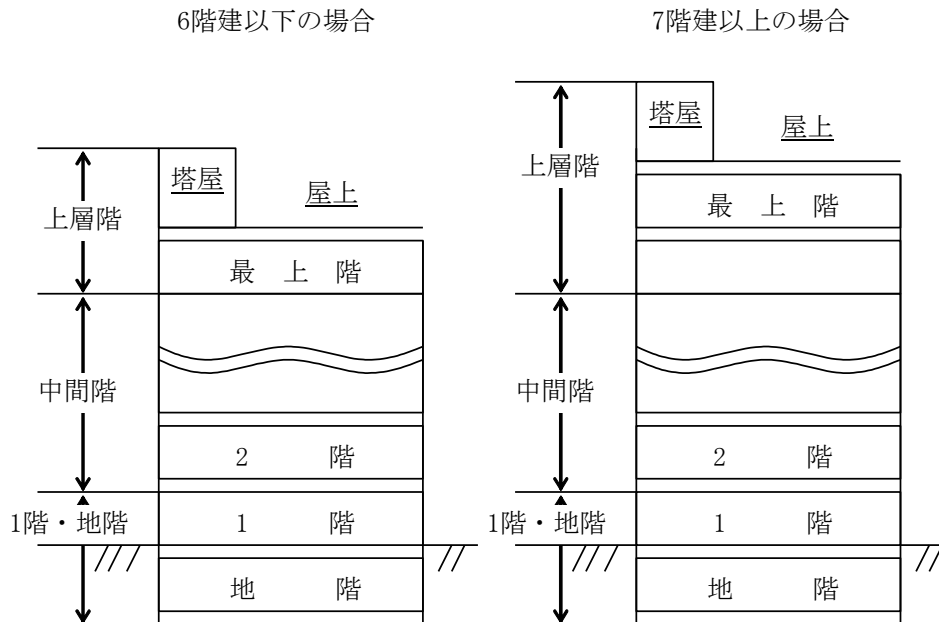 6階建以下の場合
塔屋
屋上
上層階
最 上 階
中間階
2 階
1階・地階
1 階
地 階
7階建以上の場合
塔屋
屋上
上層階
最 上 階
中間階
2 階
1階・地階
1 階
地 階